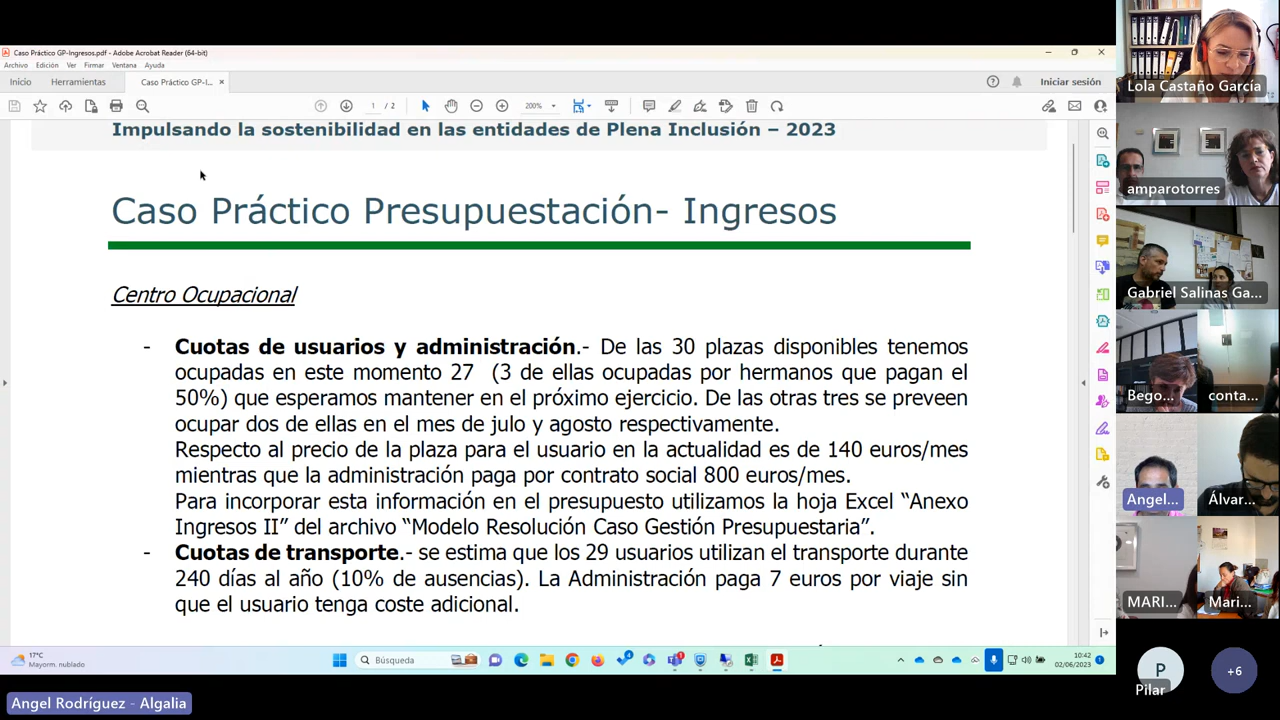 Caso Práctico GP-Ingresos.pdf - Adobe Acrobat Reader (64-bit)
Archivo Edición Ver Firmar Ventana Ayuda
Inicio Herramientas Caso Práctico GP-I... × Iniciar sesión
1 / 2 200%
Impulsando la sostenibilidad en las entidades de Plena Inclusión – 2023
Caso Práctico Presupuestación- Ingresos
Centro Ocupacional
- Cuotas de usuarios y administración.- De las 30 plazas disponibles tenemos
ocupadas en este momento 27 (3 de ellas ocupadas por hermanos que pagan el
50%) que esperamos mantener en el próximo ejercicio. De las otras tres se preveen
ocupar dos de ellas en el mes de julo y agosto respectivamente.
Respecto al precio de la plaza para el usuario en la actualidad es de 140 euros/mes
mientras que la administración paga por contrato social 800 euros/mes.
Para incorporar esta información en el presupuesto utilizamos la hoja Excel “Anexo
Ingresos II” del archivo “Modelo Resolución Caso Gestión Presupuestaria”.
- Cuotas de transporte.- se estima que los 29 usuarios utilizan el transporte durante
240 días al año (10% de ausencias). La Administración paga 7 euros por viaje sin
que el usuario tenga coste adicional.
17°C
Mayorm. nublado
Búsqueda
10:42
02/06/2023
Angel Rodríguez - Algalia
Lola Castaño García
amparotorres
Gabriel Salinas Ga...
Bego... conta...
Angel... Álvar...
MARI... Mari...
P
Pilar
+6